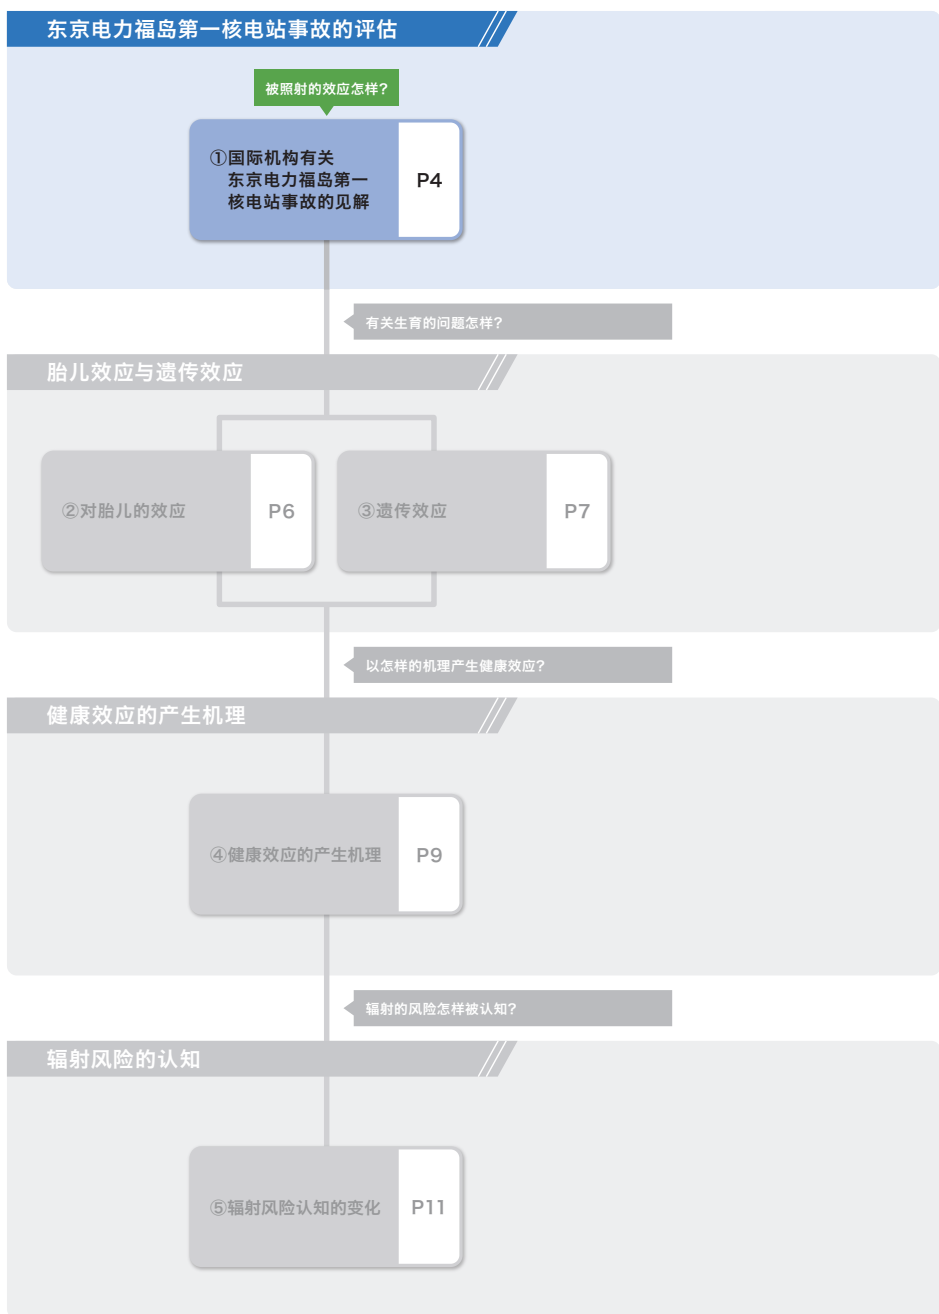 东京电力福岛第一核电站事故的评估
被照射的效应怎样?
①国际机构有关
东京电力福岛第一
核电站事故的见解
P4
有关生育的问题怎样?
胎儿效应与遗传效应
②对胎儿的效应
P6
③遗传效应
P7
以怎样的机理产生健康效应?
健康效应的产生机理
④健康效应的产生机理
P9
辐射的风险怎样被认知?
辐射风险的认知
⑤辐射风险认知的变化
P11